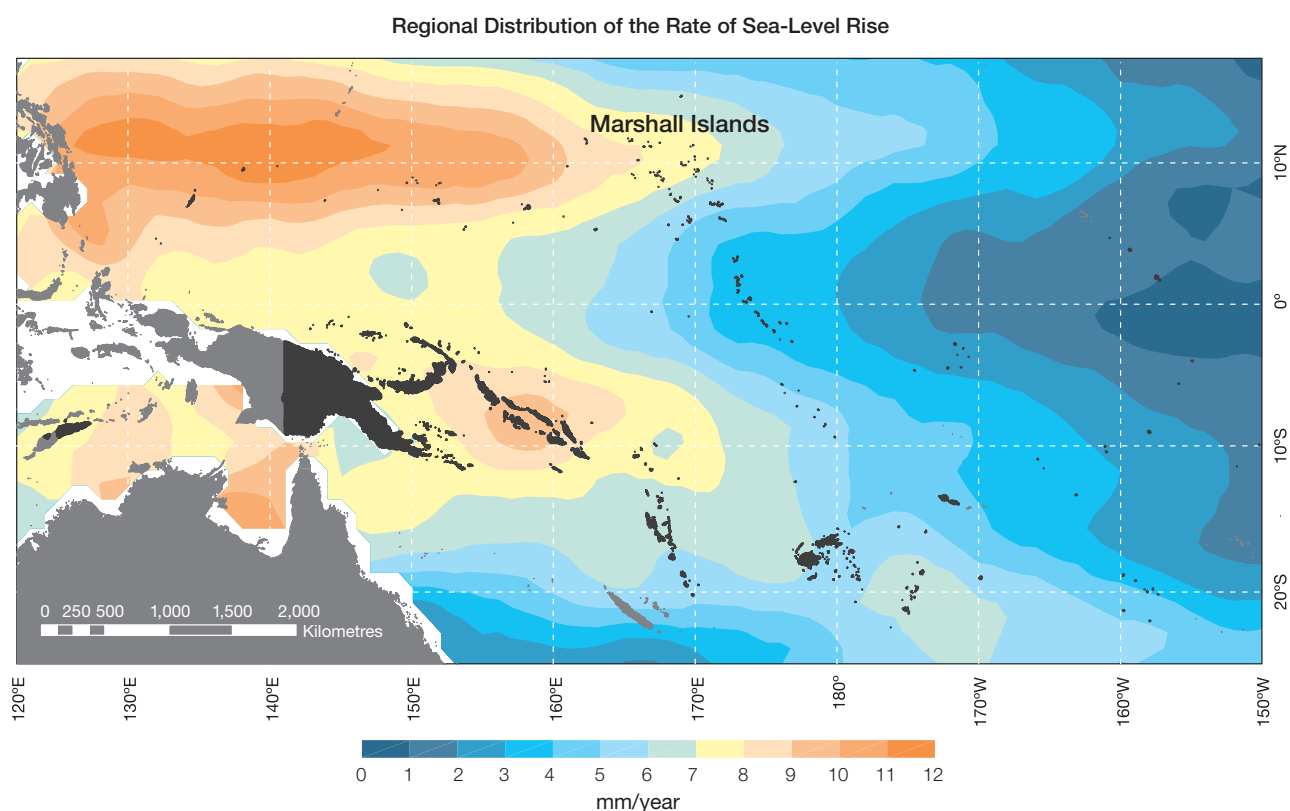 Regional Distribution of the Rate of Sea-Level Rise
Marshall Islands
10°N
0°
10°S
20°S
0 250 500 1,000 1,500 2,000
Kilometres
120°E 130°E 140°E 150°E 160°E 170°E 180° 170°W 160°W 150°W
0 1 2 3 4 5 6 7 8 9 10 11 12
mm/year